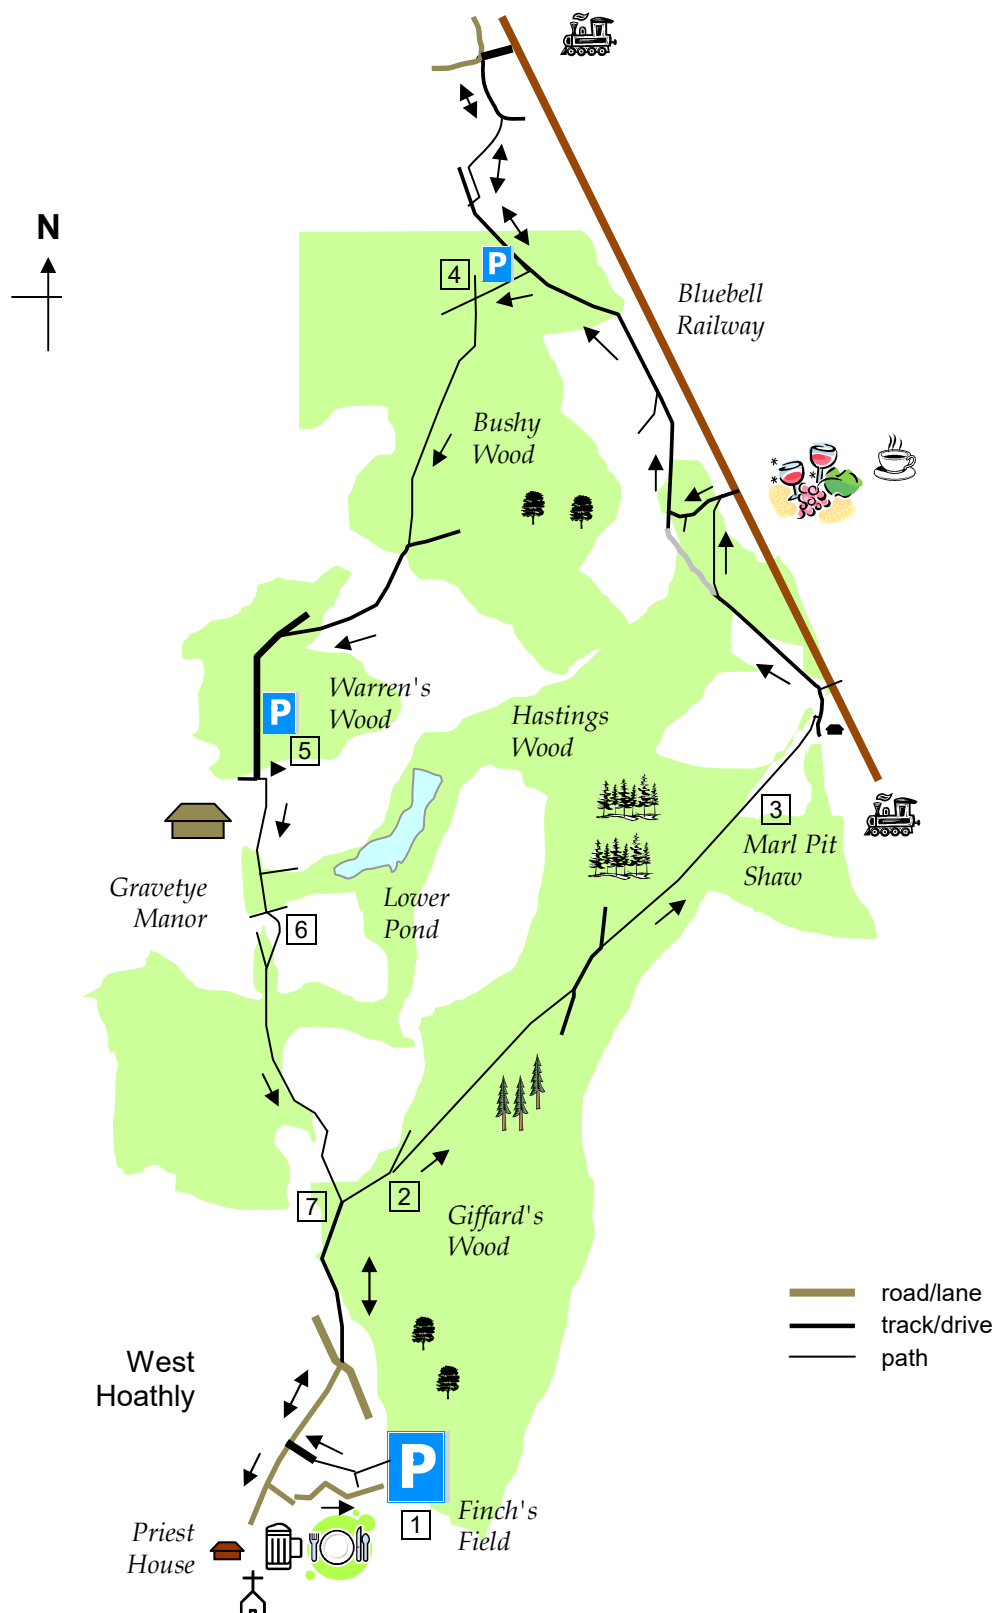 N
4
P
Bluebell
Railway
Bushy
Wood
Warren's
Wood
P
5
Hastings
Wood
3
Marl Pit
Shaw
Gravetye
Manor
Lower
Pond
6
7
2
Giffard's
Wood
road/lane
track/drive
path
West
Hoathly
P
1
Finch's
Field
Priest
House